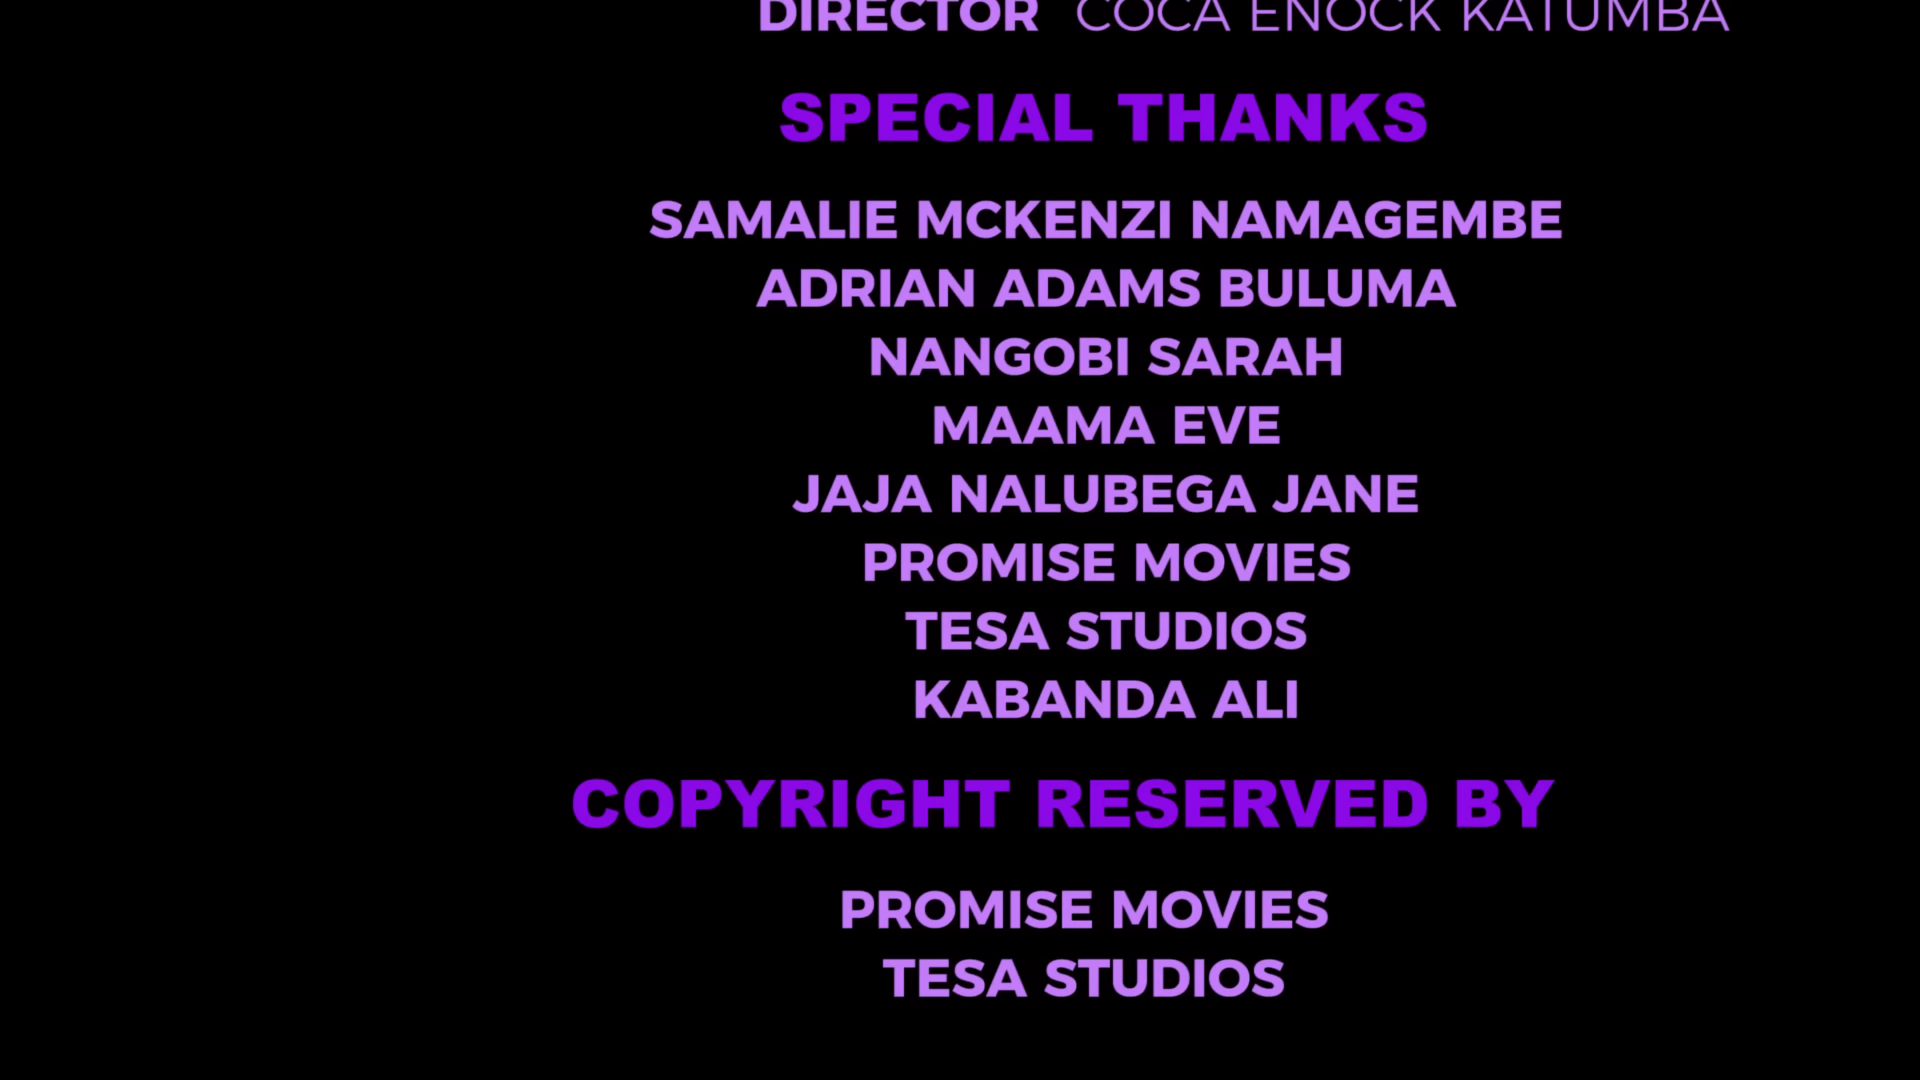 DIRECTOR COCA ENOCK KATUMBA
SPECIAL THANKS
SAMALIE MCKENZI NAMAGEMBE
ADRIAN ADAMS BULUMA
NANGOBI SARAH
MAAMA EVE
JAJA NALUBEGA JANE
PROMISE MOVIES
TESA STUDIOS
KABANDA ALI
COPYRIGHT RESERVED BY
PROMISE MOVIES
TESA STUDIOS